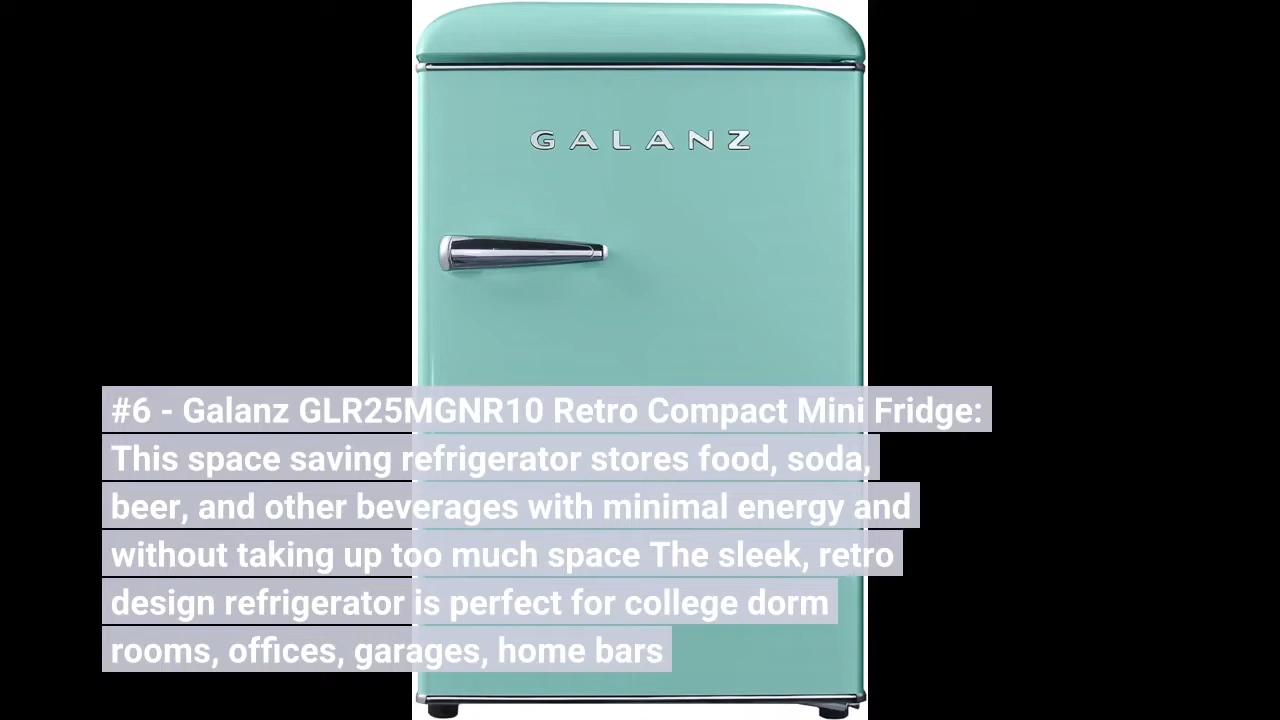 GALANZ
#6 - Galanz GLR25MGNR10 Retro Compact Mini Fridge:
This space saving refrigerator stores food, soda,
beer, and other beverages with minimal energy and
without taking up too much space The sleek, retro
design refrigerator is perfect for college dorm
rooms, offices, garages, home bars